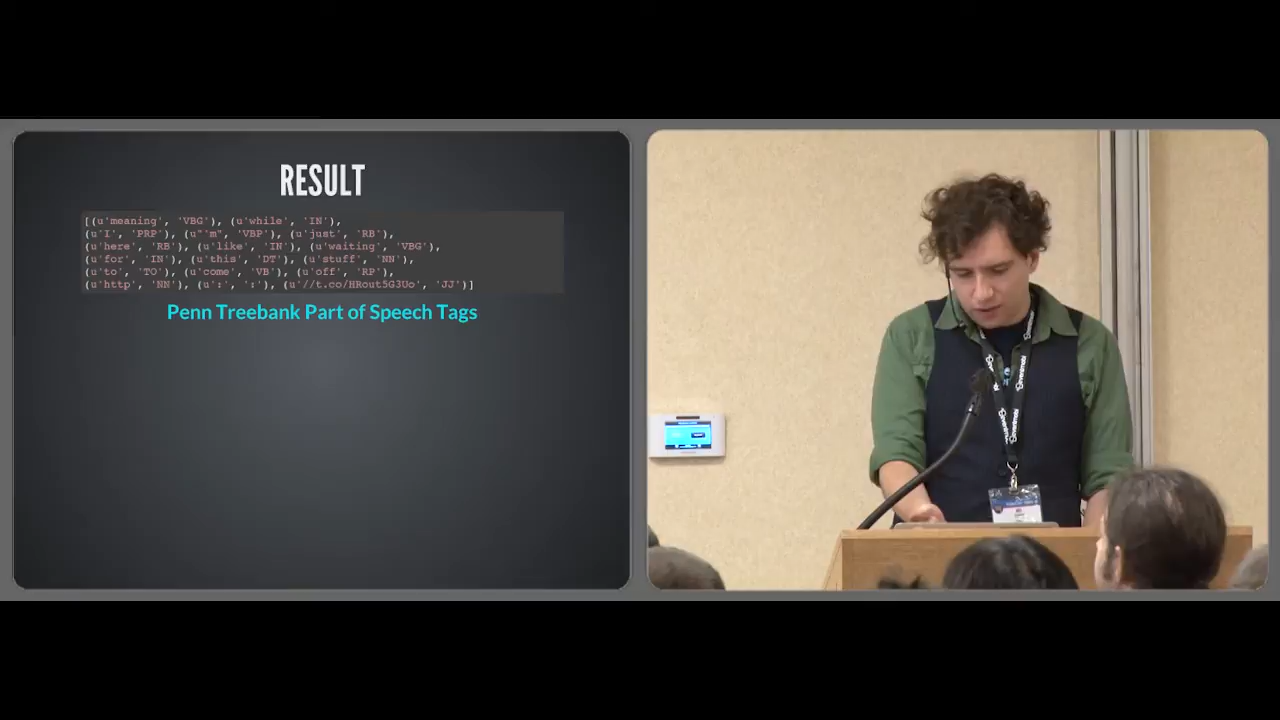 RESULT
[(u'meaning', 'VBG'), (u'while', 'IN'),
(u'I', 'PRP'), (u"'m", 'VBP'), (u'just', 'RB'),
(u'here', 'RB'), (u'like', 'IN'), (u'waiting', 'VBG'),
(u'for', 'IN'), (u'this', 'DT'), (u'stuff', 'NN'),
(u'to', 'TO'), (u'come', 'VB'), (u'off', 'RP'),
(u'http', 'NN'), (u':', ':'), (u'//t.co/HRout5G3Uo', 'JJ')]
Penn Treebank Part of Speech Tags